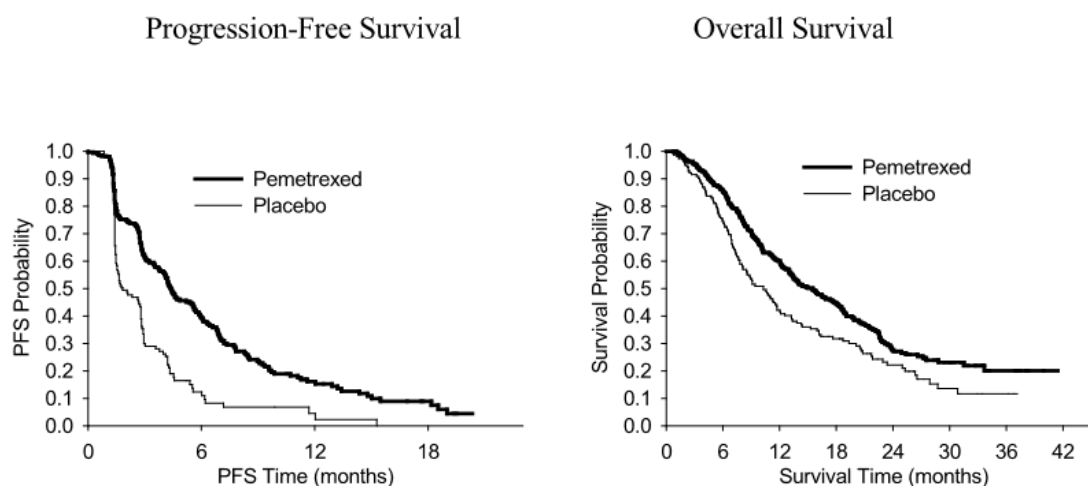 Progression-Free Survival
Overall Survival
PFS Probability
1.0
0.9
0.8
0.7
0.6
0.5
0.4
0.3
0.2
0.1
0.0
Pemetrexed
Placebo
0 6 12 18
PFS Time (months)
Survival Probability
1.0
0.9
0.8
0.7
0.6
0.5
0.4
0.3
0.2
0.1
0.0
Pemetrexed
Placebo
0 6 12 18 24 30 36 42
Survival Time (months)